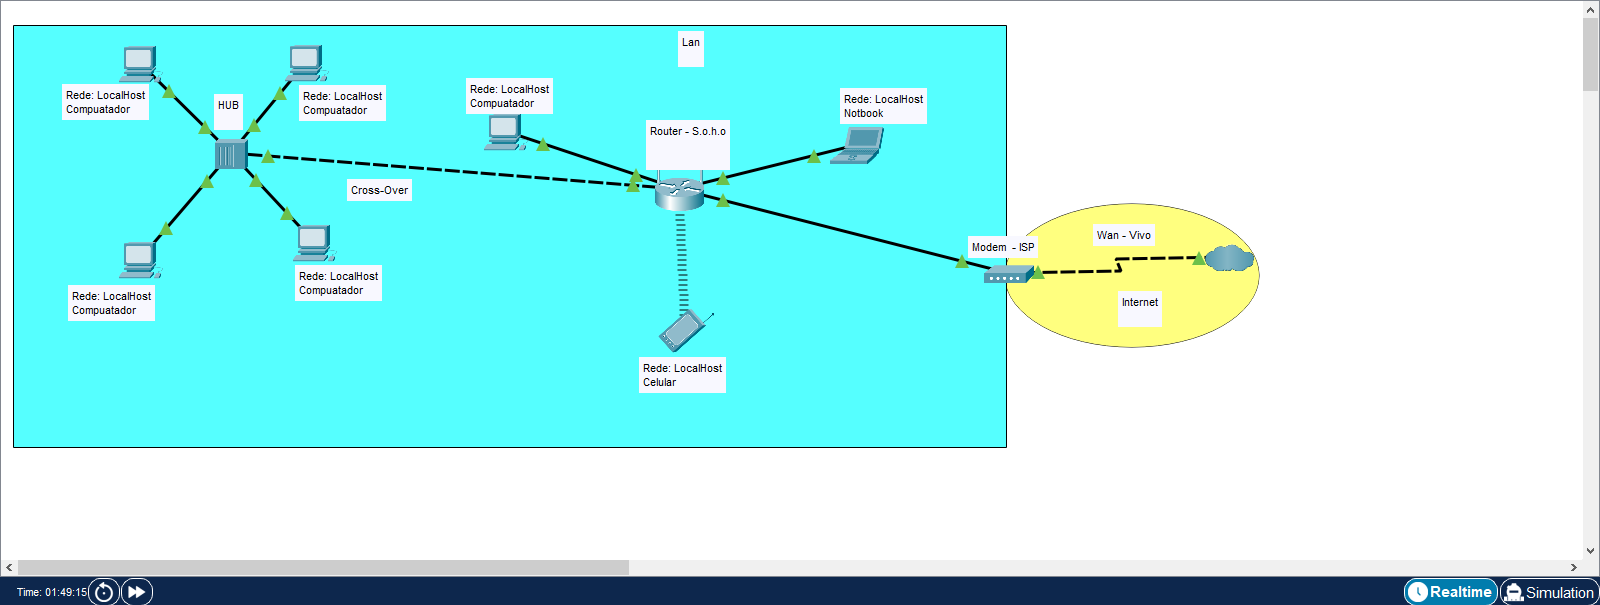 Lan
Rede: LocalHost
Compuatador
HUB
Rede: LocalHost
Compuatador
Rede: LocalHost
Compuatador
Rede: LocalHost
Notbook
Router - S.o.h.o
Cross-Over
Rede: LocalHost
Compuatador
Rede: LocalHost
Compuatador
Modem - ISP
Wan - Vivo
Internet
Rede: LocalHost
Celular
Time: 01:49:15
Realtime
Simulation